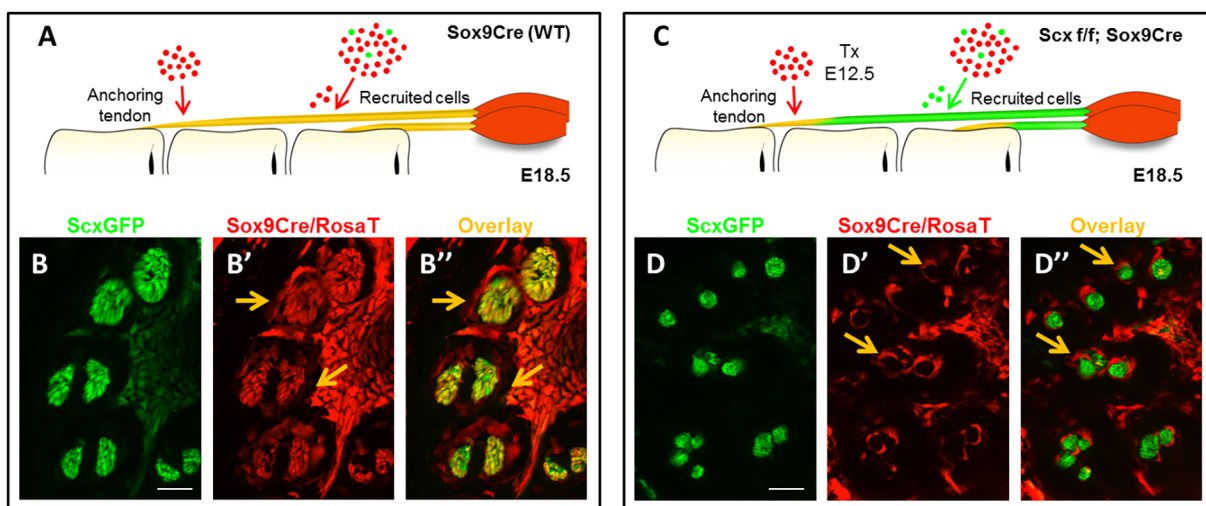 A
Sox9Cre (WT)
Anchoring
tendon
Recruited cells
E18.5
ScxGFP
Sox9Cre/RosaT
Overlay
B
B’
B’’
C
Scx f/f; Sox9Cre
Tx
E12.5
Anchoring
tendon
Recruited cells
E18.5
ScxGFP
Sox9Cre/RosaT
Overlay
D
D’
D’’